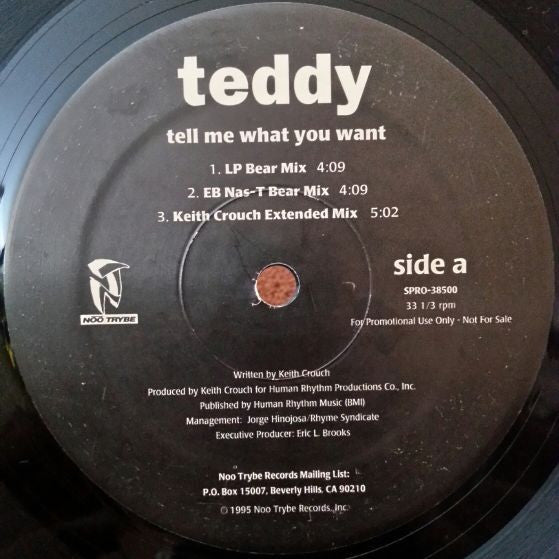 teddy
tell me what you want
1. LP Bear Mix 4:09
2. EB Nas-T Bear Mix 4:09
3. Keith Crouch Extended Mix 5:02
side a
SPRO-38500
33 1/3 rpm
For Promotional Use Only - Not For Sale
NOO TRYBE
Written by Keith Crouch
Produced by Keith Crouch for Human Rhythm Productions Co., Inc.
Published by Human Rhythm Music (BMI)
Management: Jorge Hinojosa/Rhyme Syndicate
Executive Producer: Eric L. Brooks
Noo Trybe Records Mailing List:
P.O. Box 15007, Beverly Hills, CA 90210
℗ 1995 Noo Trybe Records, Inc.